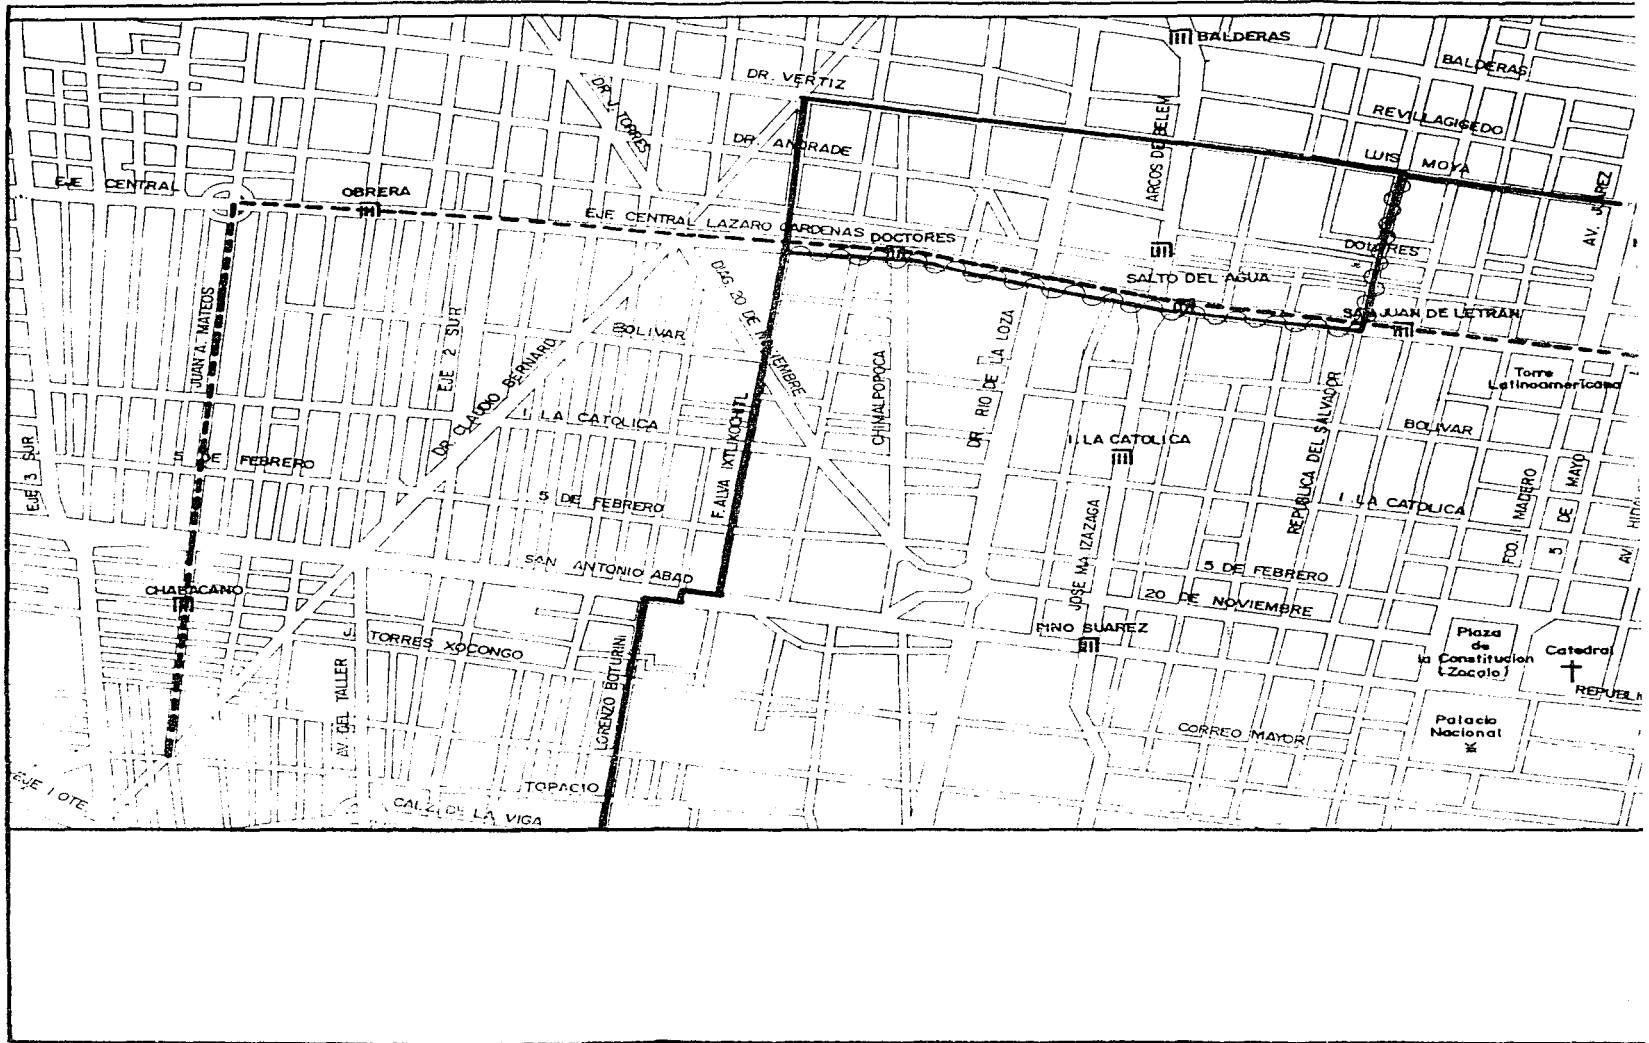 BALDERAS
BALDERAS
DR. VERTIZ
DR. J. TORRES
REVILLAGIGEDO
ARCOS DE BELEM
DR. ANDRADE
LUIS MOYA
EJE CENTRAL
OBRERA
AV. JUAREZ
EJE CENTRAL LAZARO CARDENAS
DOCTORES
DOLORES
SALTO DEL AGUA
DIAG. 20 DE NOVIEMBRE
JUAN A. MATEOS
EJE 2 SUR
BOLIVAR
SAN JUAN DE LETRAN
DR. RIO DE LA LOZA
CHIMALPOPOCA
DR. CLAUDIO BERNARD
Torre
Latinoamericana
REPUBLICA DEL SALVADOR
I. LA CATOLICA
I. LA CATOLICA
BOLIVAR
EJE 3 SUR
5 DE FEBRERO
F. ALVA IXTLIXOCHITL
5 DE FEBRERO
JOSE MA. IZAZAGA
I. LA CATOLICA
FCO. MADERO
5 DE MAYO
AV.
SAN ANTONIO ABAD
5 DE FEBRERO
CHABACANO
20 DE NOVIEMBRE
J. TORRES XOCONGO
PINO SUAREZ
Plaza
de
la Constitucion
(Zocalo)
Catedral
AV. DEL TALLER
LORENZO BOTURINI
CORREO MAYOR
Palacio
Nacional
EJE 1 OTE
TOPACIO
CALZ. DE LA VIGA